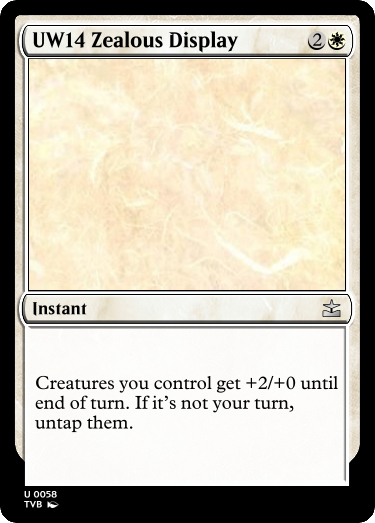 UW14 Zealous Display 2
Instant
Creatures you control get +2/+0 until
end of turn. If it's not your turn,
untap them.
U 0058
TVB